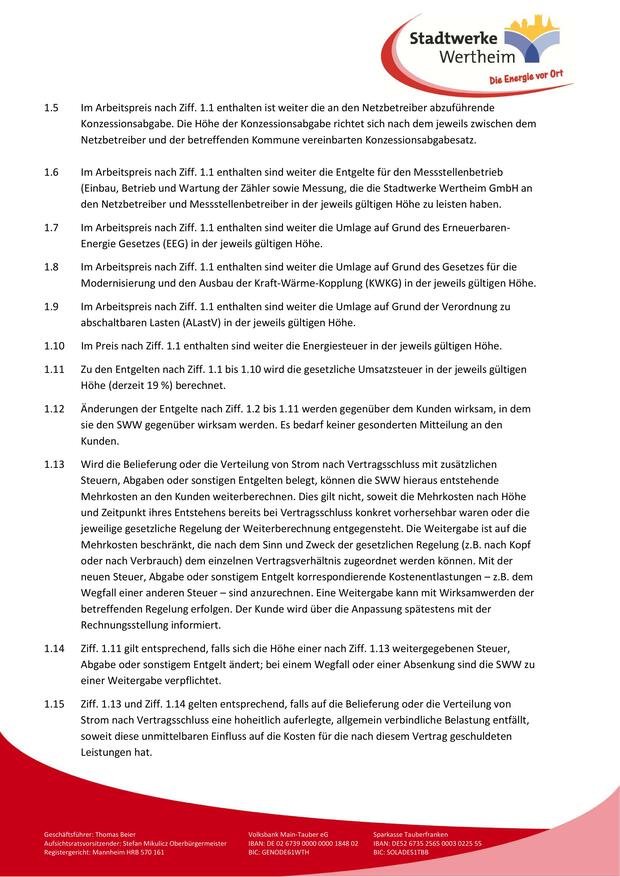 Stadtwerke
Wertheim
Die Energie vor Ort
1.5 Im Arbeitspreis nach Ziff. 1.1 enthalten ist weiter die an den Netzbetreiber abzuführende
Konzessionsabgabe. Die Höhe der Konzessionsabgabe richtet sich nach dem jeweils zwischen dem
Netzbetreiber und der betreffenden Kommune vereinbarten Konzessionsabgabesatz.
1.6 Im Arbeitspreis nach Ziff. 1.1 enthalten sind weiter die Entgelte für den Messstellenbetrieb
(Einbau, Betrieb und Wartung der Zähler sowie Messung, die die Stadtwerke Wertheim GmbH an
den Netzbetreiber und Messstellenbetreiber in der jeweils gültigen Höhe zu leisten haben.
1.7 Im Arbeitspreis nach Ziff. 1.1 enthalten sind weiter die Umlage auf Grund des Erneuerbaren-
Energie Gesetzes (EEG) in der jeweils gültigen Höhe.
1.8 Im Arbeitspreis nach Ziff. 1.1 enthalten sind weiter die Umlage auf Grund des Gesetzes für die
Modernisierung und den Ausbau der Kraft-Wärme-Kopplung (KWKG) in der jeweils gültigen Höhe.
1.9 Im Arbeitspreis nach Ziff. 1.1 enthalten sind weiter die Umlage auf Grund der Verordnung zu
abschaltbaren Lasten (ALastV) in der jeweils gültigen Höhe.
1.10 Im Preis nach Ziff. 1.1 enthalten sind weiter die Energiesteuer in der jeweils gültigen Höhe.
1.11 Zu den Entgelten nach Ziff. 1.1 bis 1.10 wird die gesetzliche Umsatzsteuer in der jeweils gültigen
Höhe (derzeit 19 %) berechnet.
1.12 Änderungen der Entgelte nach Ziff. 1.2 bis 1.11 werden gegenüber dem Kunden wirksam, in dem
sie den SWW gegenüber wirksam werden. Es bedarf keiner gesonderten Mitteilung an den
Kunden.
1.13 Wird die Belieferung oder die Verteilung von Strom nach Vertragsschluss mit zusätzlichen
Steuern, Abgaben oder sonstigen Entgelten belegt, können die SWW hieraus entstehende
Mehrkosten an den Kunden weiterberechnen. Dies gilt nicht, soweit die Mehrkosten nach Höhe
und Zeitpunkt ihres Entstehens bereits bei Vertragsschluss konkret vorhersehbar waren oder die
jeweilige gesetzliche Regelung der Weiterberechnung entgegensteht. Die Weitergabe ist auf die
Mehrkosten beschränkt, die nach dem Sinn und Zweck der gesetzlichen Regelung (z.B. nach Kopf
oder nach Verbrauch) dem einzelnen Vertragsverhältnis zugeordnet werden können. Mit der
neuen Steuer, Abgabe oder sonstigem Entgelt korrespondierende Kostenentlastungen – z.B. dem
Wegfall einer anderen Steuer – sind anzurechnen. Eine Weitergabe kann mit Wirksamwerden der
betreffenden Regelung erfolgen. Der Kunde wird über die Anpassung spätestens mit der
Rechnungsstellung informiert.
1.14 Ziff. 1.11 gilt entsprechend, falls sich die Höhe einer nach Ziff. 1.13 weitergegebenen Steuer,
Abgabe oder sonstigem Entgelt ändert; bei einem Wegfall oder einer Absenkung sind die SWW zu
einer Weitergabe verpflichtet.
1.15 Ziff. 1.13 und Ziff. 1.14 gelten entsprechend, falls auf die Belieferung oder die Verteilung von
Strom nach Vertragsschluss eine hoheitlich auferlegte, allgemein verbindliche Belastung entfällt,
soweit diese unmittelbaren Einfluss auf die Kosten für die nach diesem Vertrag geschuldeten
Leistungen hat.
Geschäftsführer: Thomas Beier
Aufsichtsratsvorsitzender: Stefan Mikulicz Oberbürgermeister
Registergericht: Mannheim HRB 570 161
Volksbank Main-Tauber eG
IBAN: DE 02 6739 0000 0000 1848 02
BIC: GENODE61WTH
Sparkasse Tauberfranken
IBAN: DE52 6735 2565 0003 0225 55
BIC: SOLADES1TBB